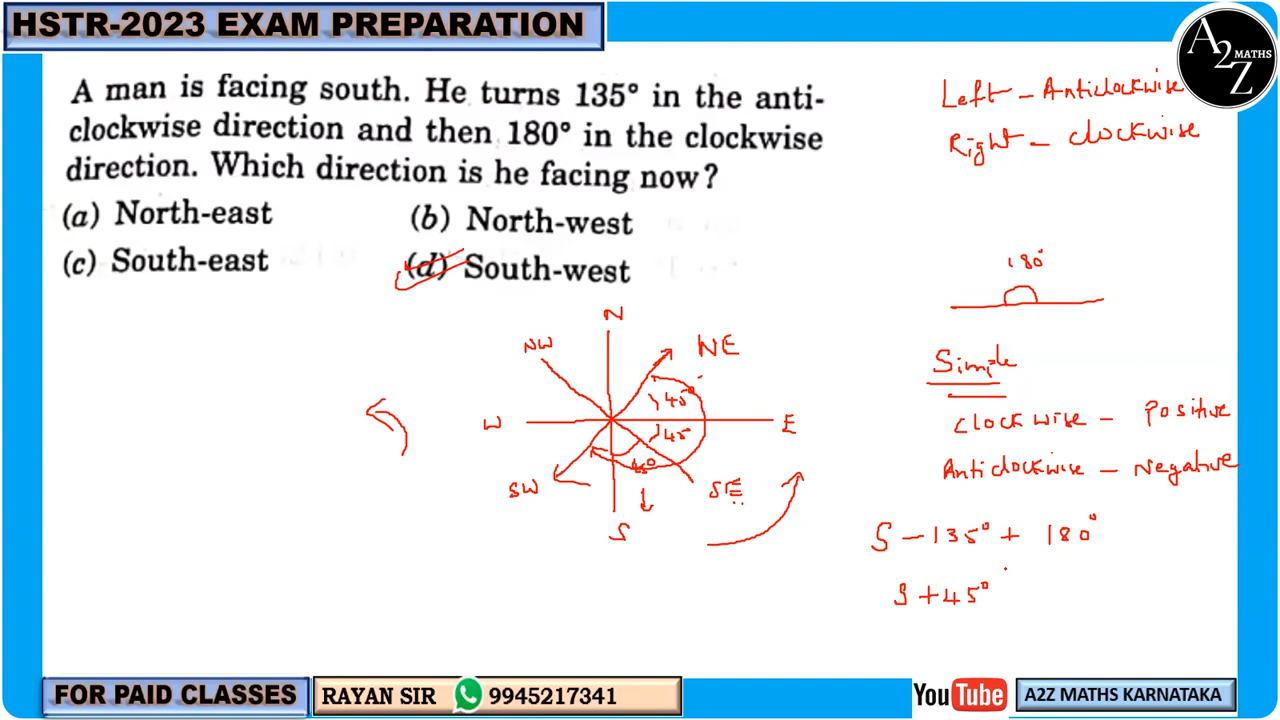 HSTR-2023 EXAM PREPARATION
A2Z MATHS
A man is facing south. He turns 135° in the anti-
clockwise direction and then 180° in the clockwise
direction. Which direction is he facing now?
(a) North-east (b) North-west
(c) South-east (d) South-west
Left - Anticlockwise
Right - clockwise
180°
Simple
Clockwise - Positive
Anticlockwise - Negative
S - 135° + 180°
S + 45°
N
NW NE
45°
W E
45
45°
SW SE
S
FOR PAID CLASSES
RAYAN SIR 9945217341
YouTube
A2Z MATHS KARNATAKA